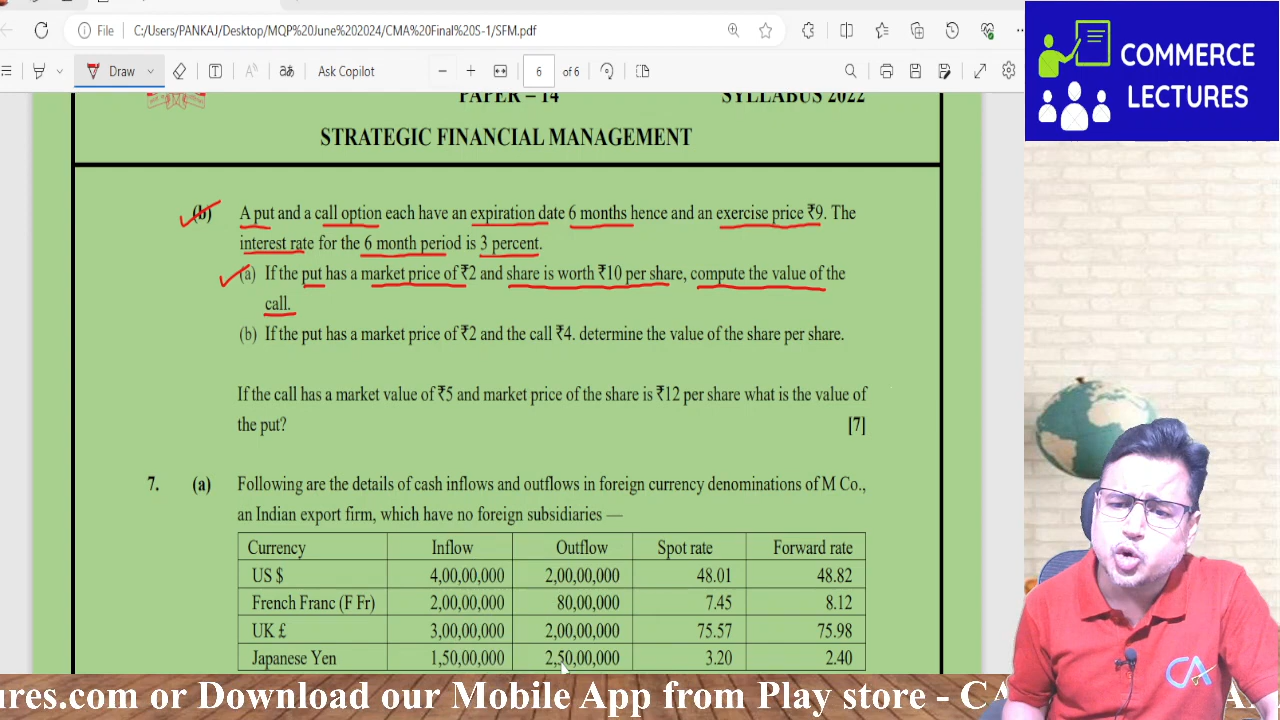 File
C:/Users/PANKAJ/Desktop/MQP%20June%202024/CMA%20Final%20S-1/SFM.pdf
Draw
Ask Copilot
6 of 6
COMMERCE
LECTURES
PAPER – 14
SYLLABUS 2022
STRATEGIC FINANCIAL MANAGEMENT
(b) A put and a call option each have an expiration date 6 months hence and an exercise price ₹9. The
interest rate for the 6 month period is 3 percent.
(a) If the put has a market price of ₹2 and share is worth ₹10 per share, compute the value of the
call.
(b) If the put has a market price of ₹2 and the call ₹4. determine the value of the share per share.
If the call has a market value of ₹5 and market price of the share is ₹12 per share what is the value of
the put? [7]
7. (a) Following are the details of cash inflows and outflows in foreign currency denominations of M Co.,
an Indian export firm, which have no foreign subsidiaries —
Currency Inflow Outflow Spot rate Forward rate
US $ 4,00,00,000 2,00,00,000 48.01 48.82
French Franc (F Fr) 2,00,00,000 80,00,000 7.45 8.12
UK £ 3,00,00,000 2,00,00,000 75.57 75.98
Japanese Yen 1,50,00,000 2,50,00,000 3.20 2.40
CA
ures.com or Download our Mobile App from Play store - CA